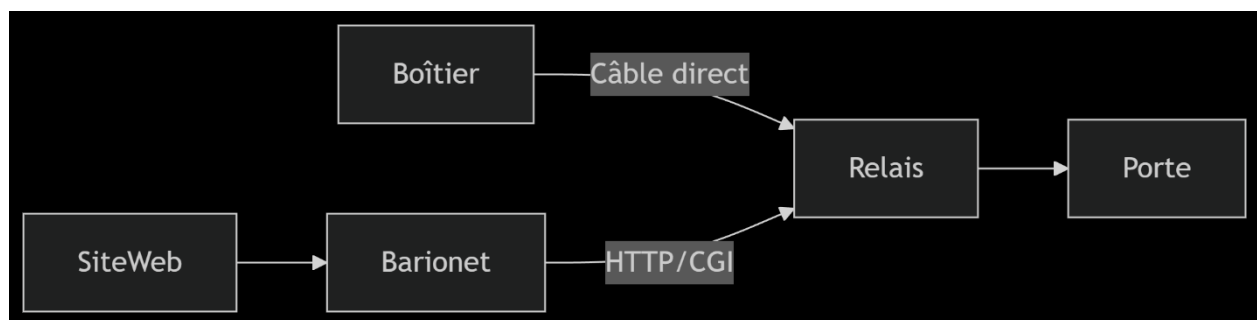 Boîtier
Câble direct
Relais
Porte
SiteWeb
Barionet
HTTP/CGI